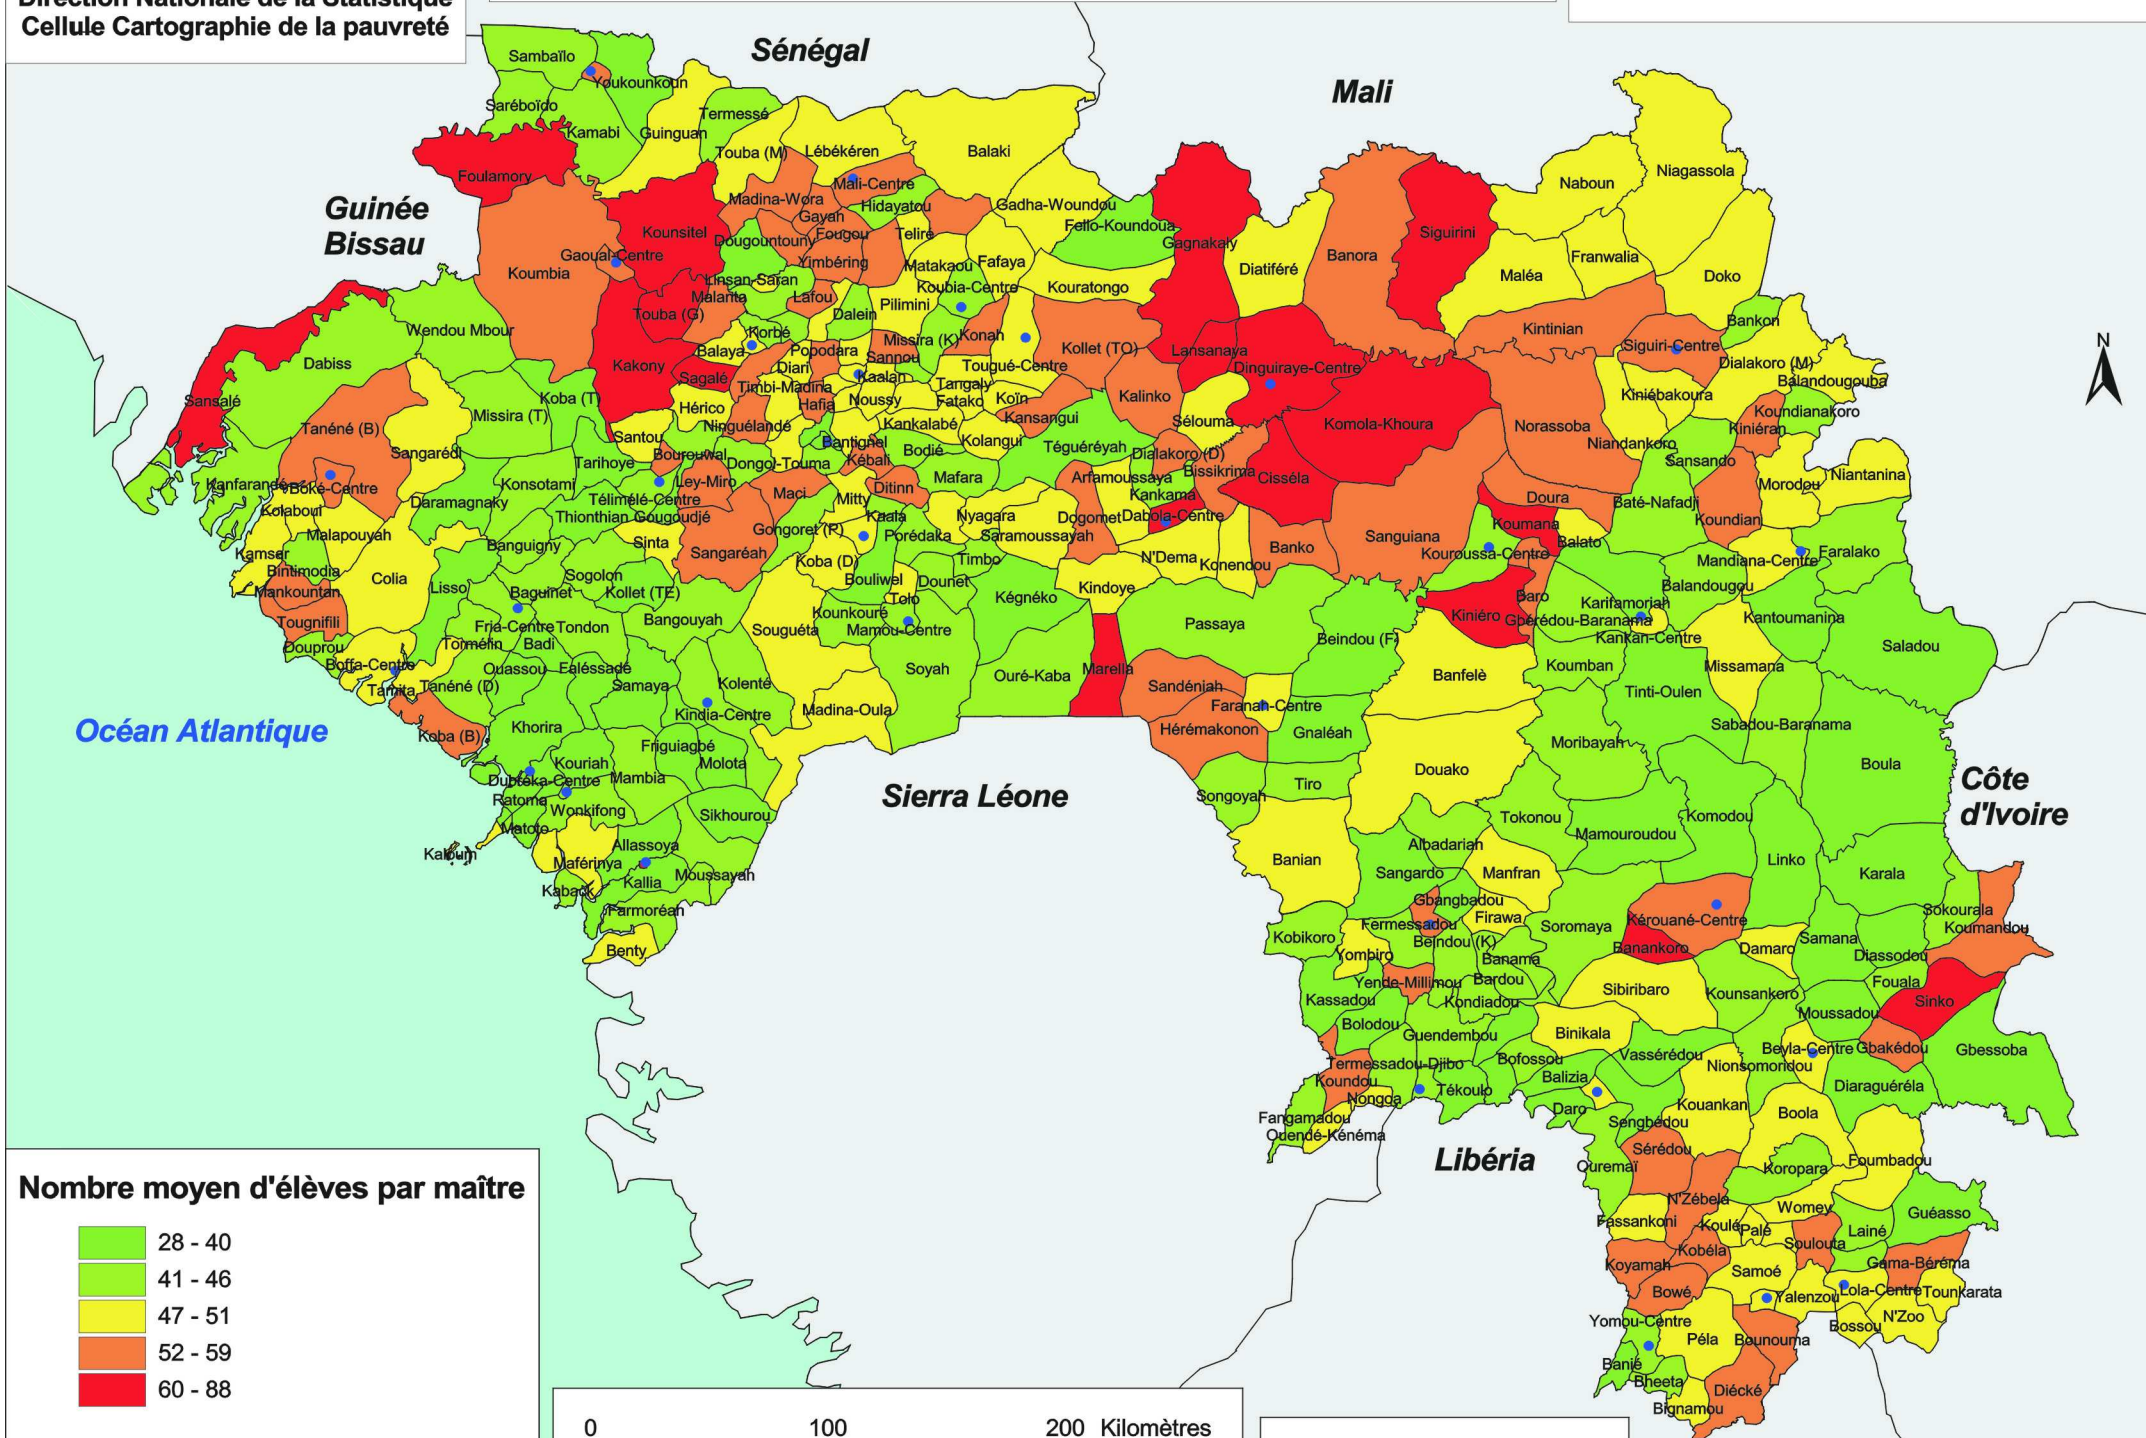 Direction Nationale de la Statistique
Cellule Cartographie de la pauvreté
Sénégal
Mali
Guinée
Bissau
Océan Atlantique
Sierra Léone
Libéria
Côte
d'Ivoire
N
Sambaïlo
Youkounkoun
Saréboïdo
Kamabi
Guinguan
Termessé
Touba (M)
Lébékéren
Balaki
Foulamory
Mali-Centre
Madina-Wora
Hidayatou
Gayah
Gadha-Woundou
Fello-Koundoua
Kounsitel
Dougountouny
Fougou
Téliré
Gagnakaly
Naboun
Niagassola
Siguirini
Koumbia
Gaoual-Centre
Yimbéring
Matakaou
Fafaya
Diatiféré
Banora
Maléa
Franwalia
Doko
Linsan-Saran
Malanta
Lafou
Koubia-Centre
Kouratongo
Touba (G)
Dalein
Pilimini
Wendou Mbour
Korbé
Missira (K)
Konah
Kintinian
Bankon
Dabiss
Kakony
Balaya
Popodara
Sannou
Kollet (TO)
Lansanaya
Siguiri-Centre
Dialakoro (M)
Sagalé
Diari
Kaalan
Tougué-Centre
Dinguiraye-Centre
Balandougouba
Timbi-Madina
Tangaly
Sansalé
Missira (T)
Koba (T)
Hérico
Hafia
Noussy
Fatako
Koïn
Kalinko
Kiniébakoura
Koundianakoro
Tanéné (B)
Ninguélandé
Kankalabé
Kansangui
Sélouma
Komola-Khoura
Norassoba
Kiniéran
Santou
Bantignel
Kolangui
Téguéréyah
Niandankoro
Sangarédi
Bourouwal
Dongol-Touma
Kébali
Bodié
Dialakoro (D)
Sansando
Tarihoye
Bissikrima
Kanfarandé
Boké-Centre
Konsotami
Ley-Miro
Maci
Ditinn
Mafara
Arfamoussaya
Cisséla
Morodou
Niantanina
Daramagnaky
Télimélé-Centre
Mitty
Kankama
Doura
Baté-Nafadji
Kolaboui
Thionthian
Gougoudjé
Kaala
Nyagara
Dogomet
Dabola-Centre
Koumana
Koundian
Malapouyah
Gongoret (P)
Porédaka
Saramoussayah
Sanguiana
Balato
Kamser
Banguigny
Sinta
Sangaréah
Koba (D)
Timbo
N'Dema
Konendou
Banko
Kouroussa-Centre
Mandiana-Centre
Faralako
Bintimodia
Colia
Lisso
Sogolon
Bouliwel
Dounet
Kindoye
Balandougou
Mankountan
Baguinet
Kollet (TE)
Tolo
Kégnéko
Baro
Karifamoriah
Tougnifili
Fria-Centre
Tondon
Bangouyah
Souguéta
Kounkouré
Mamou-Centre
Passaya
Beindou (F)
Kiniéro
Gbérédou-Baranama
Kantoumanina
Douprou
Tormélin
Badi
Kankan-Centre
Saladou
Boffa-Centre
Ouassou
Faléssadé
Soyah
Ouré-Kaba
Marella
Banfelè
Koumban
Missamana
Tamita
Tanéné (D)
Samaya
Kolenté
Sandéniah
Tinti-Oulen
Koba (B)
Khorira
Kindia-Centre
Madina-Oula
Faranah-Centre
Sabadou-Baranama
Friguiagbé
Hérémakonon
Gnaléah
Moribayah
Kouriah
Molota
Douako
Boula
Dubréka-Centre
Mambia
Tiro
Ratoma
Songoyah
Wonkifong
Sikhourou
Tokonou
Komodou
Matoto
Mamouroudou
Kaloum
Allassoya
Albadariah
Maférinya
Banian
Linko
Kaback
Kallia
Moussayah
Sangardo
Manfran
Karala
Farmoréah
Gbangbadou
Benty
Firawa
Kérouané-Centre
Sokourala
Fermessadou
Soromaya
Koumandou
Kobikoro
Beindou (K)
Banankoro
Damaro
Samana
Yombiro
Banama
Diassodou
Yende-Millimou
Bardou
Sibiribaro
Kounsankoro
Fouala
Kassadou
Kondiadou
Sinko
Bolodou
Guendembou
Binikala
Moussadou
Termessadou-Djibo
Bofossou
Vassérédou
Beyla-Centre
Gbakédou
Gbessoba
Koundou
Balizia
Nionsomoridou
Nongoa
Tékoulo
Diaraguéréla
Fangamadou
Daro
Kouankan
Boola
Ouendé-Kénéma
Sengbédou
Sérédou
Ouremaï
Koropara
Foumbadou
N'Zébéla
Fassankoni
Koulé
Palé
Womey
Guéasso
Kobéla
Soulouta
Lainé
Koyamah
Samoé
Gama-Béréma
Bowé
Yalenzou
Lola-Centre
Tounkarata
Yomou-Centre
Péla
Bounouma
Bossou
N'Zoo
Banié
Bheeta
Diécké
Bignamou
Nombre moyen d'élèves par maître
28 - 40
41 - 46
47 - 51
52 - 59
60 - 88
0 100 200 Kilomètres